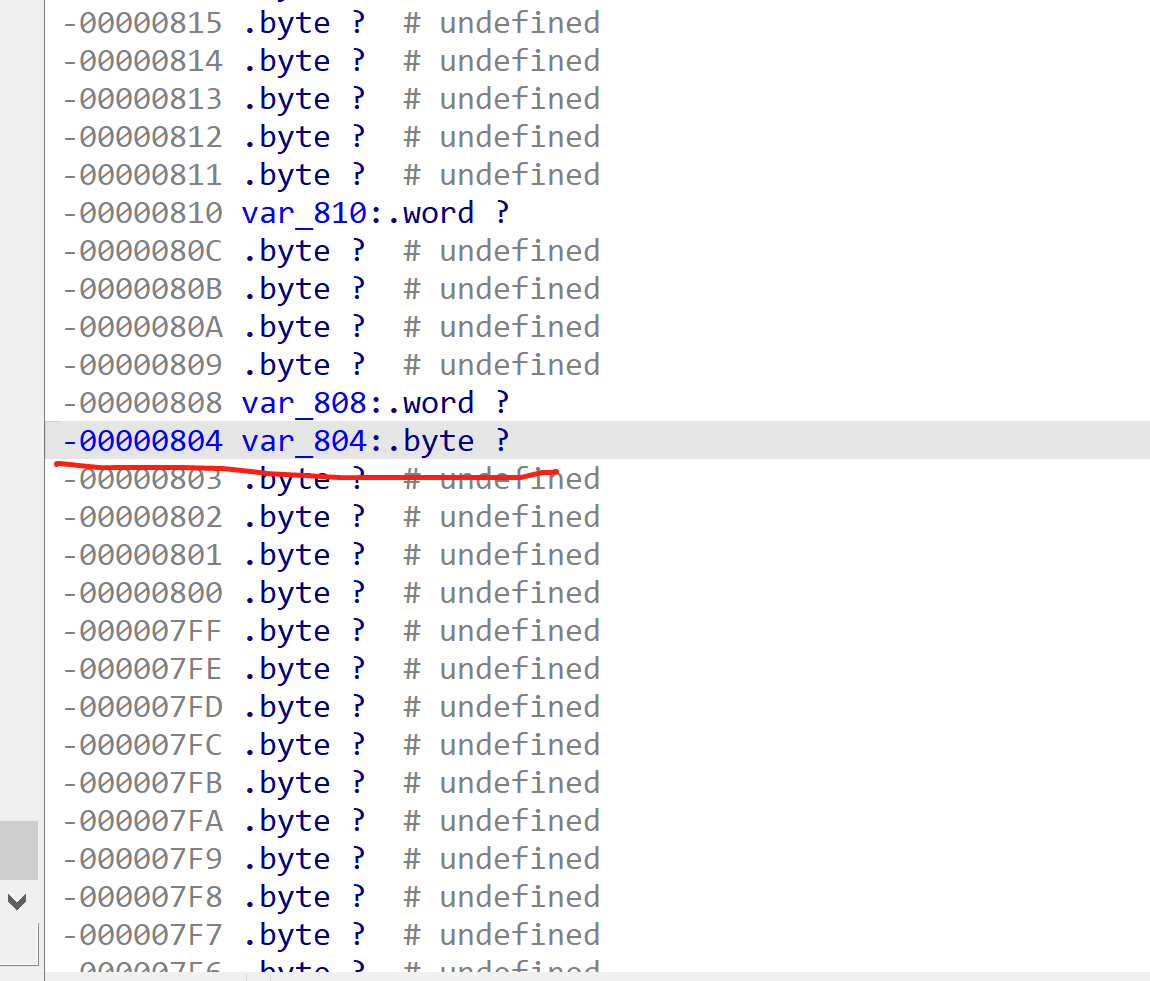 -00000815 .byte ?  # undefined
-00000814 .byte ?  # undefined
-00000813 .byte ?  # undefined
-00000812 .byte ?  # undefined
-00000811 .byte ?  # undefined
-00000810 var_810:.word ?
-0000080C .byte ?  # undefined
-0000080B .byte ?  # undefined
-0000080A .byte ?  # undefined
-00000809 .byte ?  # undefined
-00000808 var_808:.word ?
-00000804 var_804:.byte ?
-00000803 .byte ?  # undefined
-00000802 .byte ?  # undefined
-00000801 .byte ?  # undefined
-00000800 .byte ?  # undefined
-000007FF .byte ?  # undefined
-000007FE .byte ?  # undefined
-000007FD .byte ?  # undefined
-000007FC .byte ?  # undefined
-000007FB .byte ?  # undefined
-000007FA .byte ?  # undefined
-000007F9 .byte ?  # undefined
-000007F8 .byte ?  # undefined
-000007F7 .byte ?  # undefined
-000007F6 .byte ?  # undefined